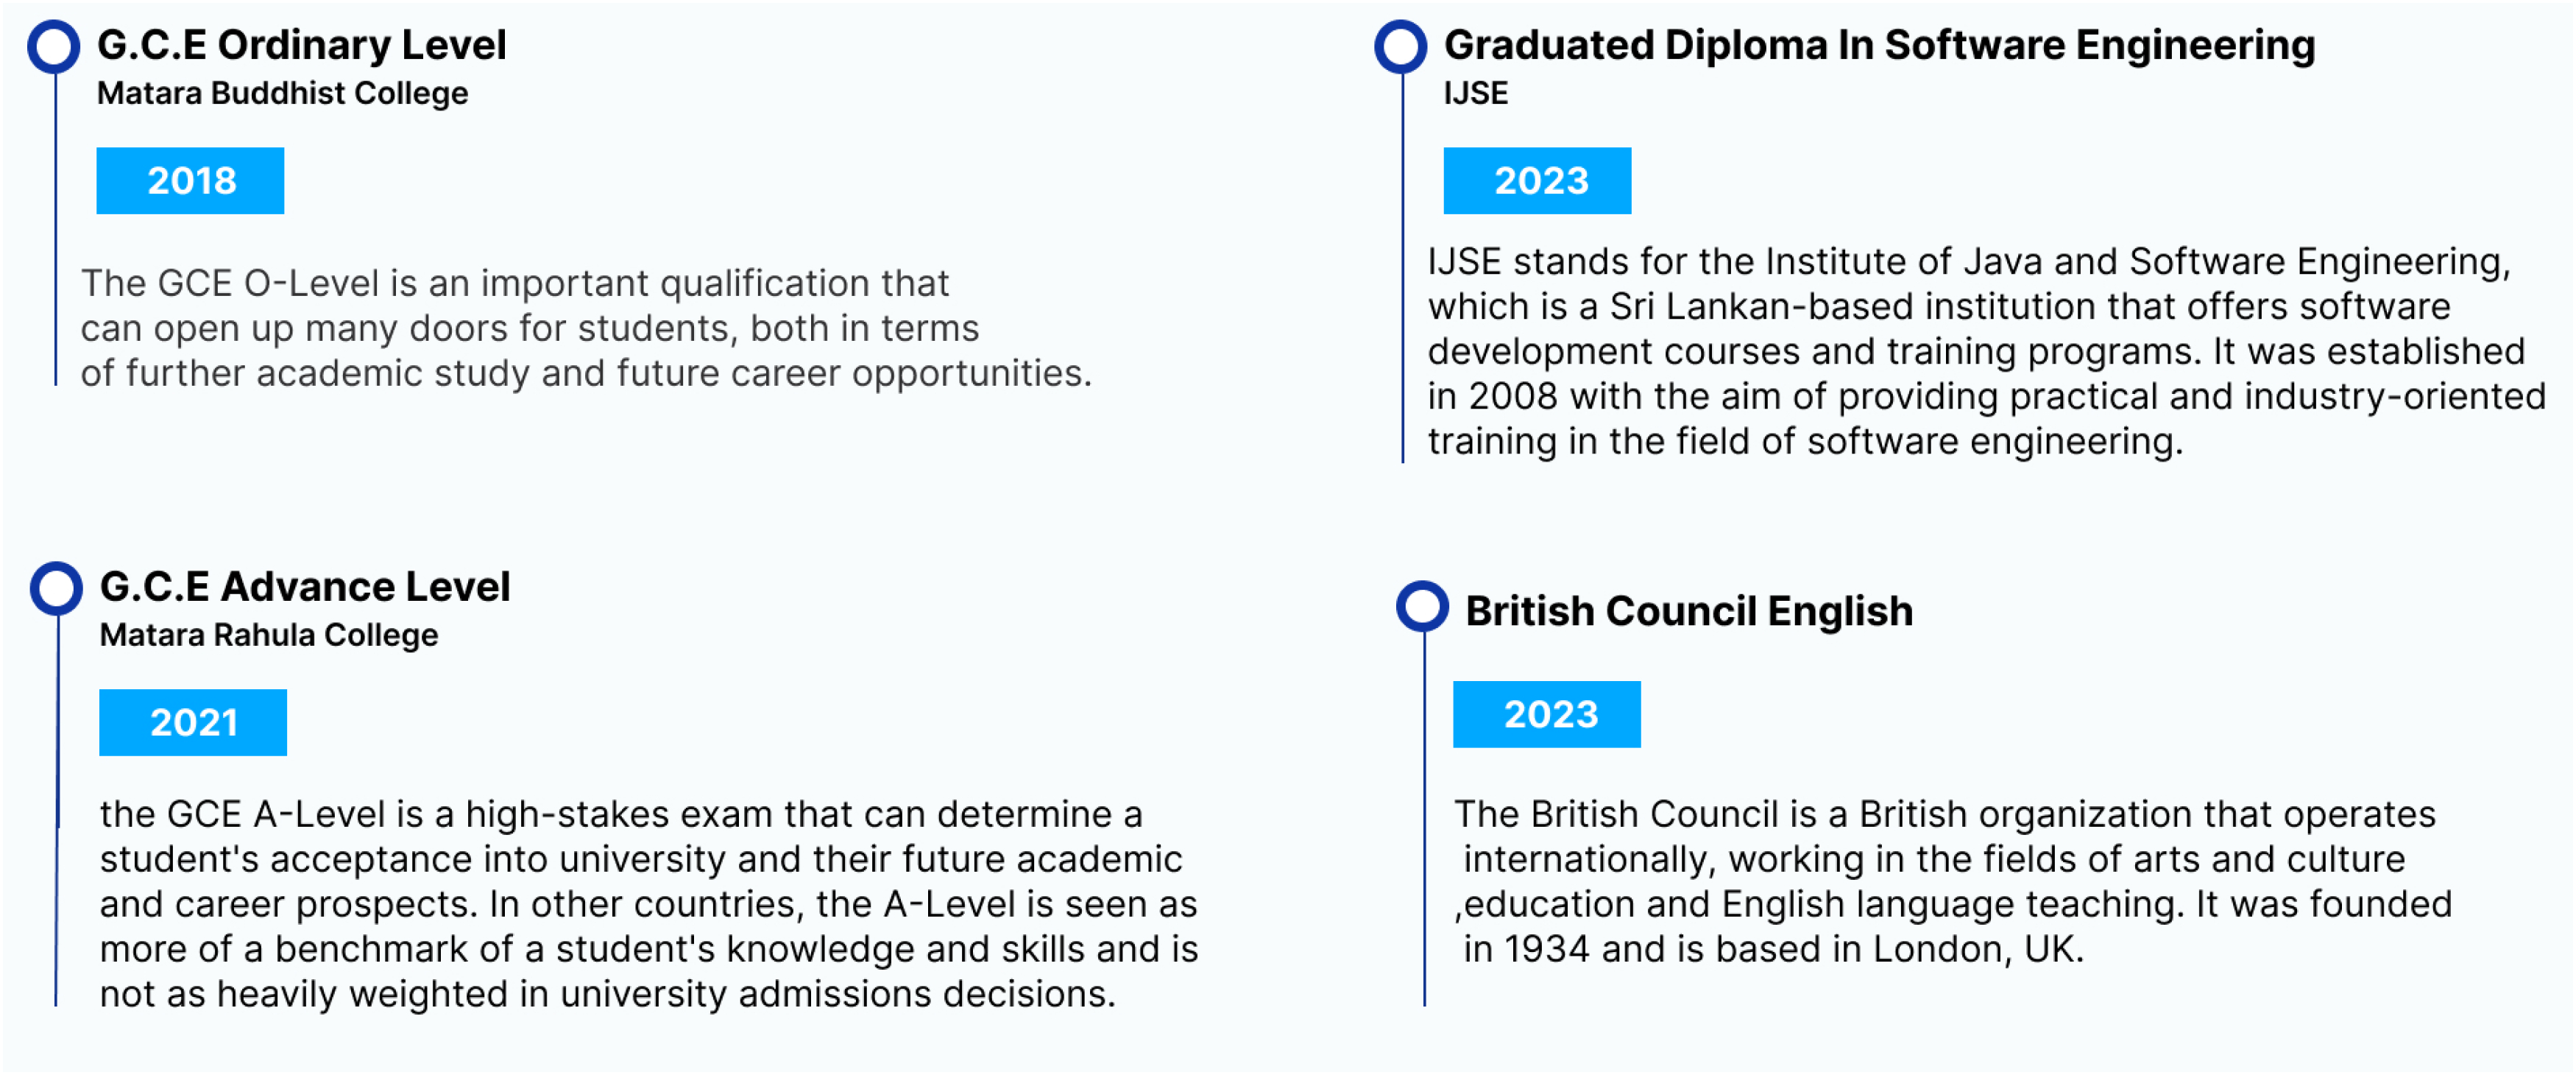 G.C.E Ordinary Level
Matara Buddhist College
2018
The GCE O-Level is an important qualification that
can open up many doors for students, both in terms
of further academic study and future career opportunities.
G.C.E Advance Level
Matara Rahula College
2021
the GCE A-Level is a high-stakes exam that can determine a
student's acceptance into university and their future academic
and career prospects. In other countries, the A-Level is seen as
more of a benchmark of a student's knowledge and skills and is
not as heavily weighted in university admissions decisions.
Graduated Diploma In Software Engineering
IJSE
2023
IJSE stands for the Institute of Java and Software Engineering,
which is a Sri Lankan-based institution that offers software
development courses and training programs. It was established
in 2008 with the aim of providing practical and industry-oriented
training in the field of software engineering.
British Council English
2023
The British Council is a British organization that operates
internationally, working in the fields of arts and culture
,education and English language teaching. It was founded
in 1934 and is based in London, UK.